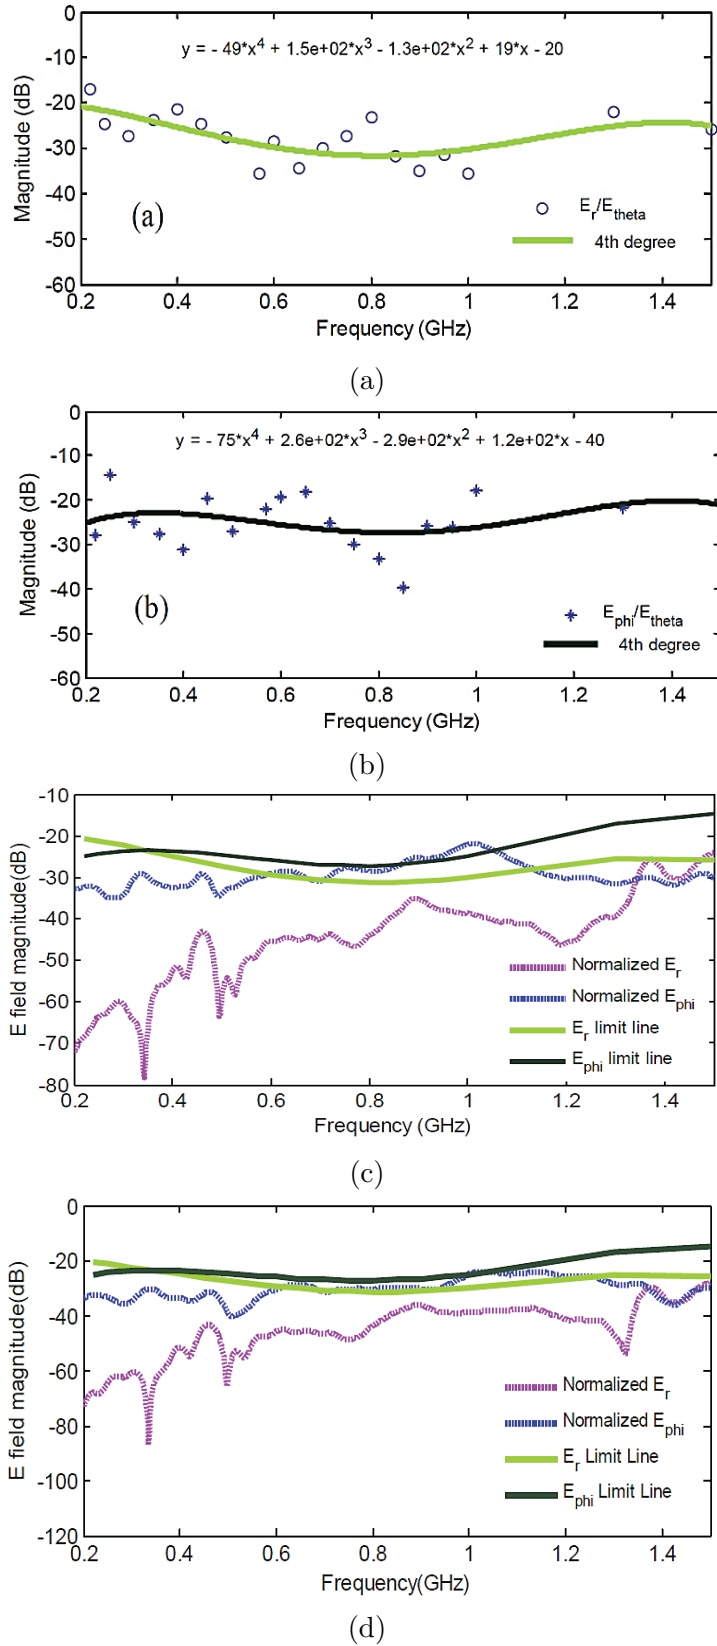 0
-10
-20
-30
-40
-50
-60
Magnitude (dB)
y = - 49*x^4 + 1.5e+02*x^3 - 1.3e+02*x^2 + 19*x - 20
(a)
E_r/E_theta
4th degree
0.2 0.4 0.6 0.8 1 1.2 1.4
Frequency (GHz)
(a)
0
-10
-20
-30
-40
-50
-60
Magnitude (dB)
y = - 75*x^4 + 2.6e+02*x^3 - 2.9e+02*x^2 + 1.2e+02*x - 40
(b)
E_phi/E_theta
4th degree
0.2 0.4 0.6 0.8 1 1.2 1.4
Frequency (GHz)
(b)
-10
-20
-30
-40
-50
-60
-70
-80
E field magnitude(dB)
Normalized E_r
Normalized E_phi
E_r limit line
E_phi limit line
0.2 0.4 0.6 0.8 1 1.2 1.4
Frequency (GHz)
(c)
0
-20
-40
-60
-80
-100
-120
E field magnitude(dB)
Normalized E_r
Normalized E_phi
E_r Limit Line
E_phi Limit Line
0.2 0.4 0.6 0.8 1 1.2 1.4
Frequency(GHz)
(d)